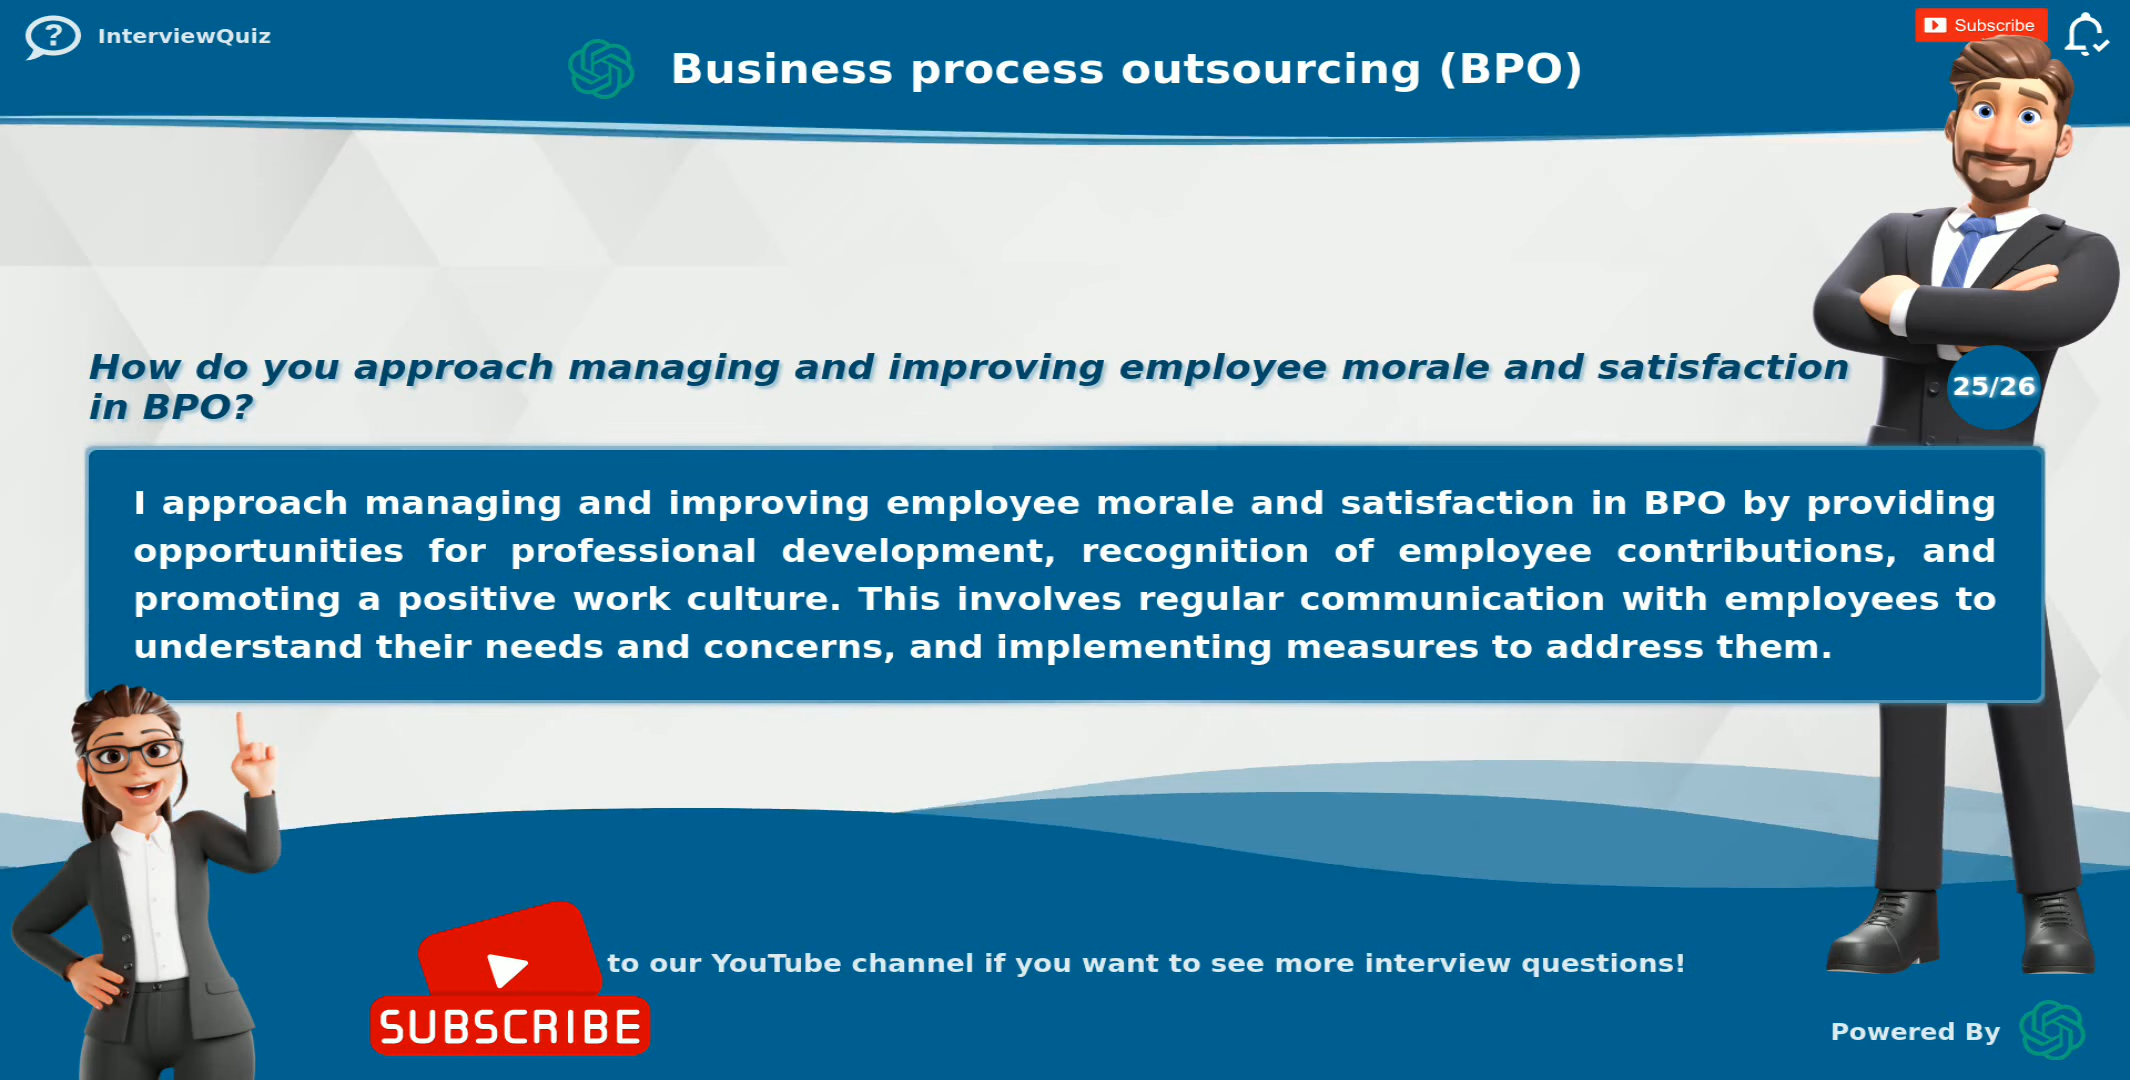 InterviewQuiz
Subscribe
Business process outsourcing (BPO)
How do you approach managing and improving employee morale and satisfaction
in BPO?
25/26
I approach managing and improving employee morale and satisfaction in BPO by providing
opportunities for professional development, recognition of employee contributions, and
promoting a positive work culture. This involves regular communication with employees to
understand their needs and concerns, and implementing measures to address them.
to our YouTube channel if you want to see more interview questions!
SUBSCRIBE
Powered By